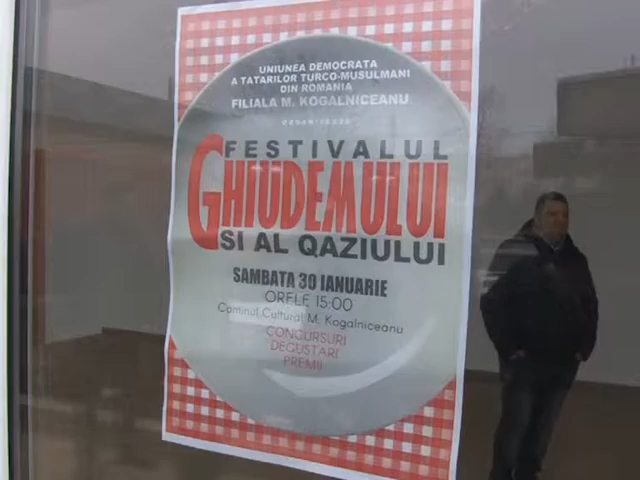 UNIUNEA DEMOCRATA
A TATARILOR TURCO-MUSULMANI
DIN ROMANIA
FILIALA M. KOGALNICEANU
organizeaza
FESTIVALUL
GHIUDEMULUI
SI AL QAZIULUI
SAMBATA 30 IANUARIE
ORELE 15:00
Caminul Cultural M. Kogalniceanu
CONCURSURI
DEGUSTARI
PREMII